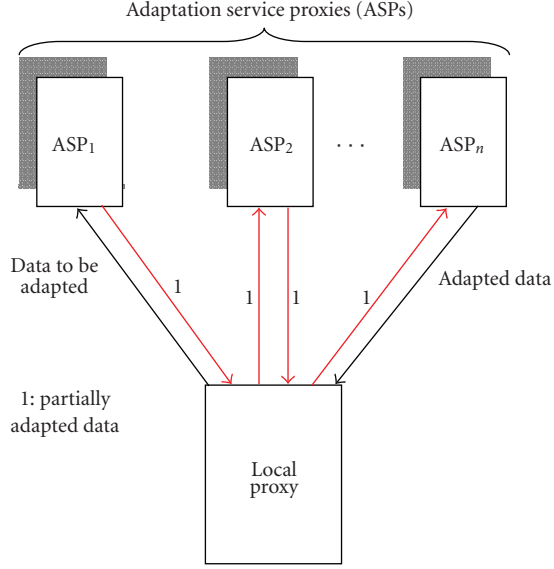 Adaptation service proxies (ASPs)
ASP1
ASP2
. . .
ASPn
Data to be
adapted
Adapted data
1
1
1
1
1: partially
adapted data
Local
proxy